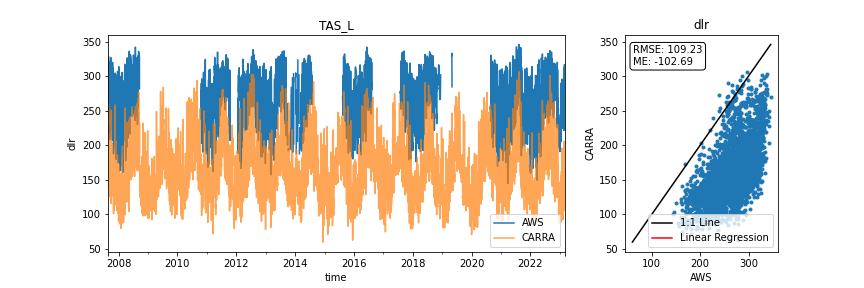 TAS_L
350
300
250
200
150
100
50
dlr
2008
2010
2012
2014
2016
2018
2020
2022
time
AWS
CARRA
dlr
RMSE: 109.23
ME: -102.69
350
300
250
200
150
100
50
CARRA
100
200
300
AWS
1:1 Line
Linear Regression